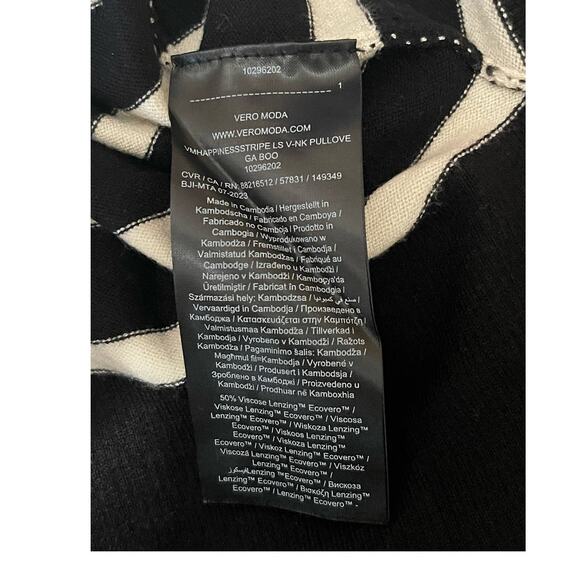 10296202
1
VERO MODA
WWW.VEROMODA.COM
VMHAPPINESSSTRIPE LS V-NK PULLOVE
GA BOO
10296202
CVR / CA / RN: 88216512 / 57831 / 149349
BJI-MTA 07-2023
Made in Cambodia / Hergestellt in
Kambodscha / Fabricado en Camboya /
Fabricado no Camboja / Prodotto in
Cambogia / Wyprodukowano w
Kambodża / Fremstillet i Cambodja /
Valmistatud Kambodžas / Fabriqué au
Cambodge / Izrađeno u Kambodži /
Narejeno v Kambodži / Kamboçya'da
Üretilmiştir / Fabricat în Cambodgia /
Származási hely: Kambodzsa / صنع في كمبوديا /
Vervaardigd in Cambodja / Произведено в
Камбоджа / Κατασκευάζεται στην Καμπότζη /
Valmistusmaa Kambodža / Tillverkad i
Kambodja / Vyrobeno v Kambodži / Ražots
Kambodža / Pagaminimo šalis: Kambodža /
Magħmul fil=Kambodja / Vyrobené v
Kambodži / Produsert i Kambodsja /
Зроблено в Камбоджі / Proizvedeno u
Kambodži / Prodhuar në Kamboxhia
50% Viscose Lenzing™ Ecovero™ /
Viskose Lenzing™ Ecovero™ / Viscosa
Lenzing™ Ecovero™ / Wiskoza Lenzing™
Ecovero™ / Viskoos Lenzing™
Ecovero™ / Viskoza Lenzing™
Ecovero™ / Viskoz Lenzing™ Ecovero™ /
Viscoză Lenzing™ Ecovero™ / Viszkóz
Lenzing™ Ecovero™ /
Lenzing™ Ecovero™ / Вискоза
Lenzing™ Ecovero™ / Βισκόζη Lenzing™
Ecovero™ / Lenzing™ Ecovero™ -